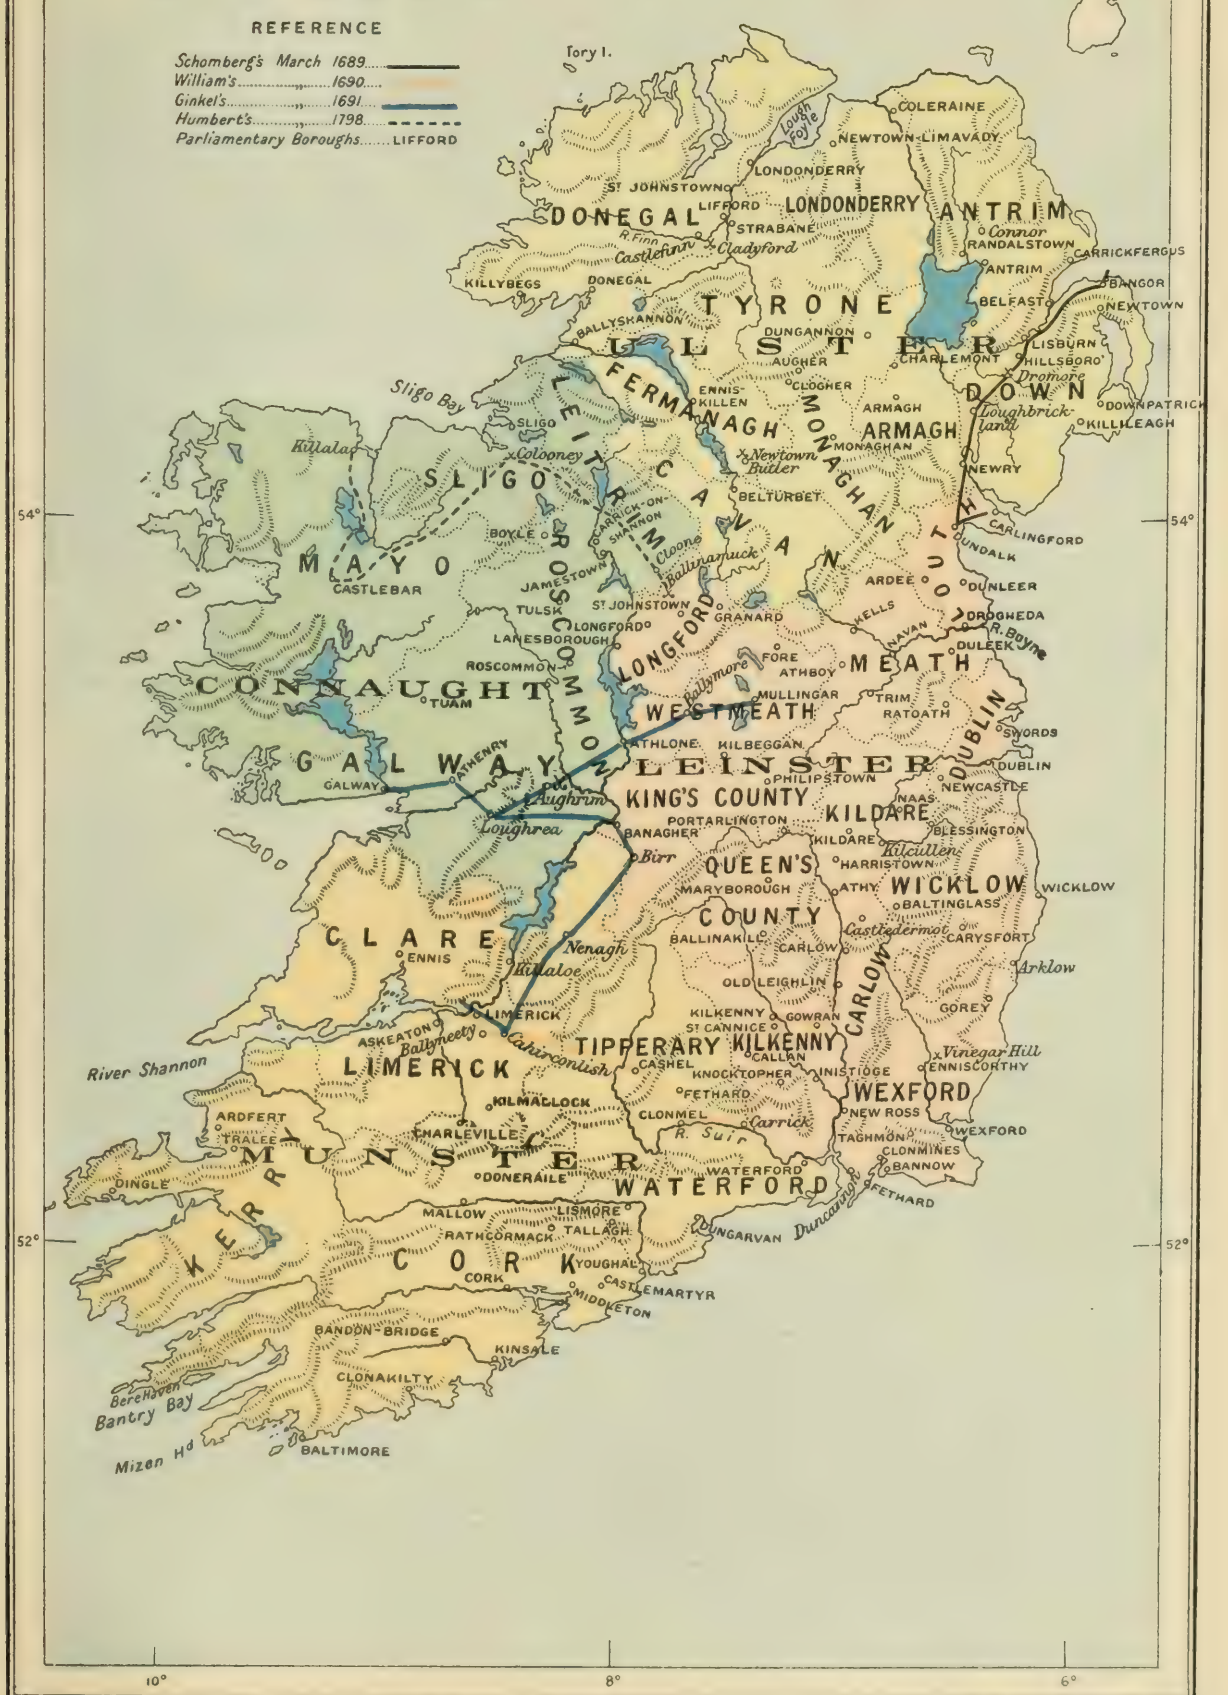 REFERENCE
Schomberg's March 1689
William's „ 1690
Ginkel's „ 1691
Humbert's „ 1798
Parliamentary Boroughs LIFFORD
Tory I.
Lough Foyle
COLERAINE
NEWTOWN-LIMAVADY
LONDONDERRY
ST JOHNSTOWN
LIFFORD
LONDONDERRY
ANTRIM
DONEGAL
STRABANE
R. Finn
Castlefinn
Cladyford
Connor
RANDALSTOWN
CARRICKFERGUS
ANTRIM
KILLYBEGS
DONEGAL
BANGOR
TYRONE
BELFAST
NEWTOWN
BALLYSHANNON
DUNGANNON
ULSTER
LISBURN
AUGHER
CHARLEMONT
HILLSBORO'
Dromore
FERMANAGH
CLOGHER
DOWN
Sligo Bay
LEITRIM
ENNIS-
KILLEN
MONAGHAN
ARMAGH
Loughbrick-
land
DOWNPATRICK
KILLILEAGH
SLIGO
ARMAGH
MONAGHAN
Killala
Colooney
Newtown
Butler
NEWRY
SLIGO
CAVAN
BELTURBET
54°
54°
CARRICK-ON-
SHANNON
LOUTH
CARLINGFORD
BOYLE
DUNDALK
MAYO
Cloone
Ballinamuck
CASTLEBAR
JAMESTOWN
ROSCOMMON
ARDEE
DUNLEER
TULSK
ST JOHNSTOWN
GRANARD
KELLS
DROGHEDA
LONGFORD
LANESBOROUGH
NAVAN
DULEEK
R. Boyne
LONGFORD
ROSCOMMON
FORE
ATHBOY
MEATH
CONNAUGHT
Ballymore
MULLINGAR
TRIM
TUAM
WESTMEATH
RATOATH
DUBLIN
SWORDS
ATHLONE
KILBEGGAN
GALWAY
ATHENRY
LEINSTER
DUBLIN
PHILIPSTOWN
NEWCASTLE
GALWAY
Aughrim
KING'S COUNTY
NAAS
KILDARE
Loughrea
PORTARLINGTON
BANAGHER
BLESSINGTON
KILDARE
Kilcullen
Birr
QUEEN'S
COUNTY
HARRISTOWN
MARYBOROUGH
ATHY
WICKLOW
WICKLOW
BALTINGLASS
CLARE
Castledermot
CARYSFORT
BALLINAKILL
CARLOW
ENNIS
Nenagh
Killaloe
Arklow
OLD LEIGHLIN
CARLOW
GOREY
LIMERICK
KILKENNY
GOWRAN
ST CANNICE
ASKEATON
Ballyneety
Cahirconlish
TIPPERARY
KILKENNY
River Shannon
LIMERICK
CALLAN
Vinegar Hill
CASHEL
KNOCKTOPHER
INISTIOGE
ENNISCORTHY
FETHARD
WEXFORD
KILMALLOCK
CLONMEL
NEW ROSS
ARDFERT
Carrick
CHARLEVILLE
R. Suir
TRALEE
TAGHMON
WEXFORD
MUNSTER
CLONMINES
BANNOW
WATERFORD
DINGLE
DONERAILE
WATERFORD
FETHARD
KERRY
MALLOW
LISMORE
Duncannon
TALLAGH
DUNGARVAN
RATHCORMACK
52°
52°
CORK
YOUGHAL
CORK
CASTLEMARTYR
MIDDLETON
BANDON-BRIDGE
KINSALE
CLONAKILTY
BereHaven
Bantry Bay
Mizen Hd
BALTIMORE
10°
8°
6°